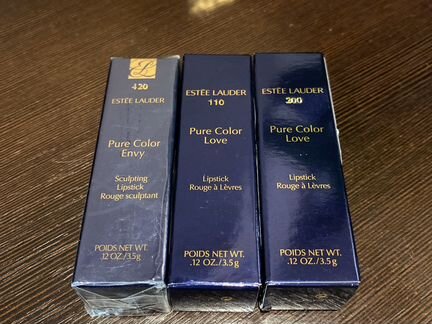 420
ESTĒE LAUDER
Pure Color
Envy
Sculpting
Lipstick
Rouge sculptant
POIDS NET WT.
.12 OZ./3.5g
ESTĒE LAUDER
110
Pure Color
Love
Lipstick
Rouge à Lèvres
POIDS NET WT.
.12 OZ./3.5g
ESTĒE LAUDER
200
Pure Color
Love
Lipstick
Rouge à Lèvres
POIDS NET WT.
.12 OZ./3.5g